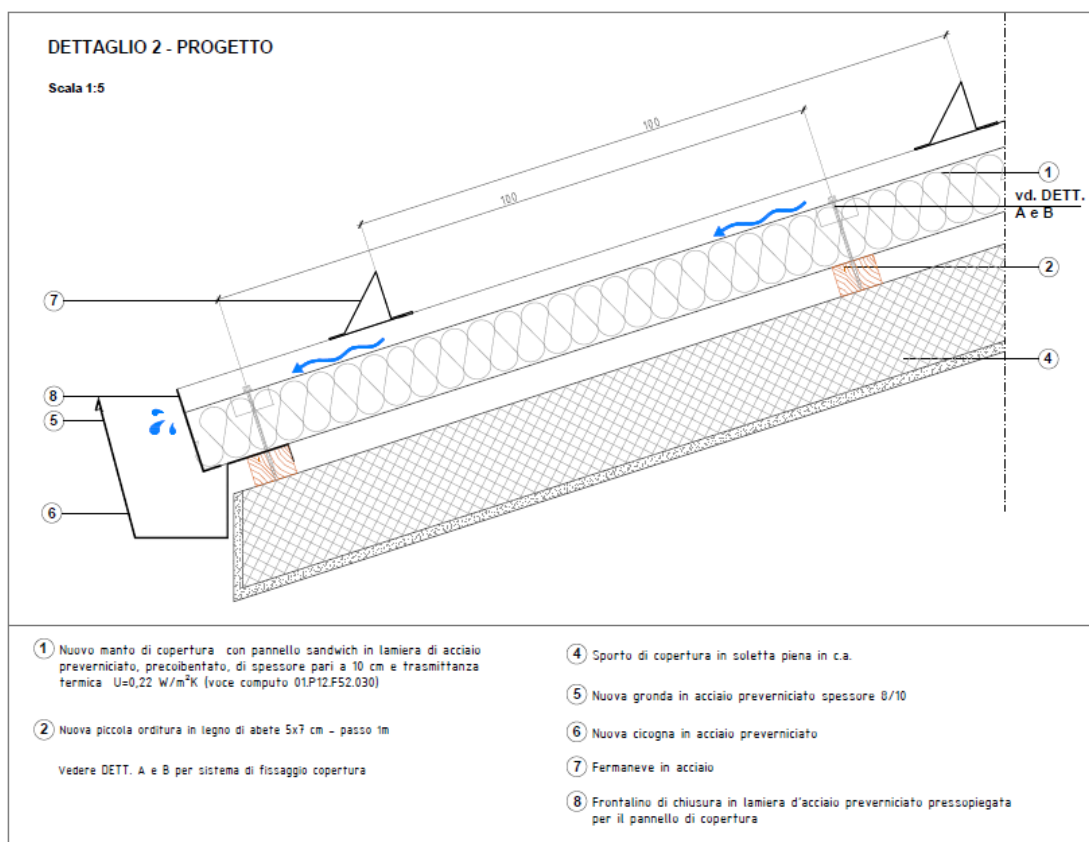 DETTAGLIO 2 - PROGETTO
Scala 1:5
100
100
1
vd. DETT.
A e B
2
7
4
8
5
6
1 Nuovo manto di copertura con pannello sandwich in lamiera di acciaio
preverniciato, precoibentato, di spessore pari a 10 cm e trasmittanza
termica U=0,22 W/m²K (voce computo 01.P12.F52.030)
2 Nuova piccola orditura in legno di abete 5x7 cm - passo 1m
Vedere DETT. A e B per sistema di fissaggio copertura
4 Sporto di copertura in soletta piena in c.a.
5 Nuova gronda in acciaio preverniciato spessore 8/10
6 Nuova cicogna in acciaio preverniciato
7 Fermaneve in acciaio
8 Frontalino di chiusura in lamiera d'acciaio preverniciato pressopiegata
per il pannello di copertura